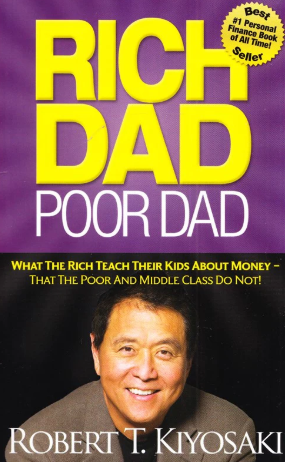 Best
#1 Personal
Finance Book
of All Time!
Seller
RICH
DAD
POOR DAD
WHAT THE RICH TEACH THEIR KIDS ABOUT MONEY –
THAT THE POOR AND MIDDLE CLASS DO NOT!
ROBERT T. KIYOSAKI